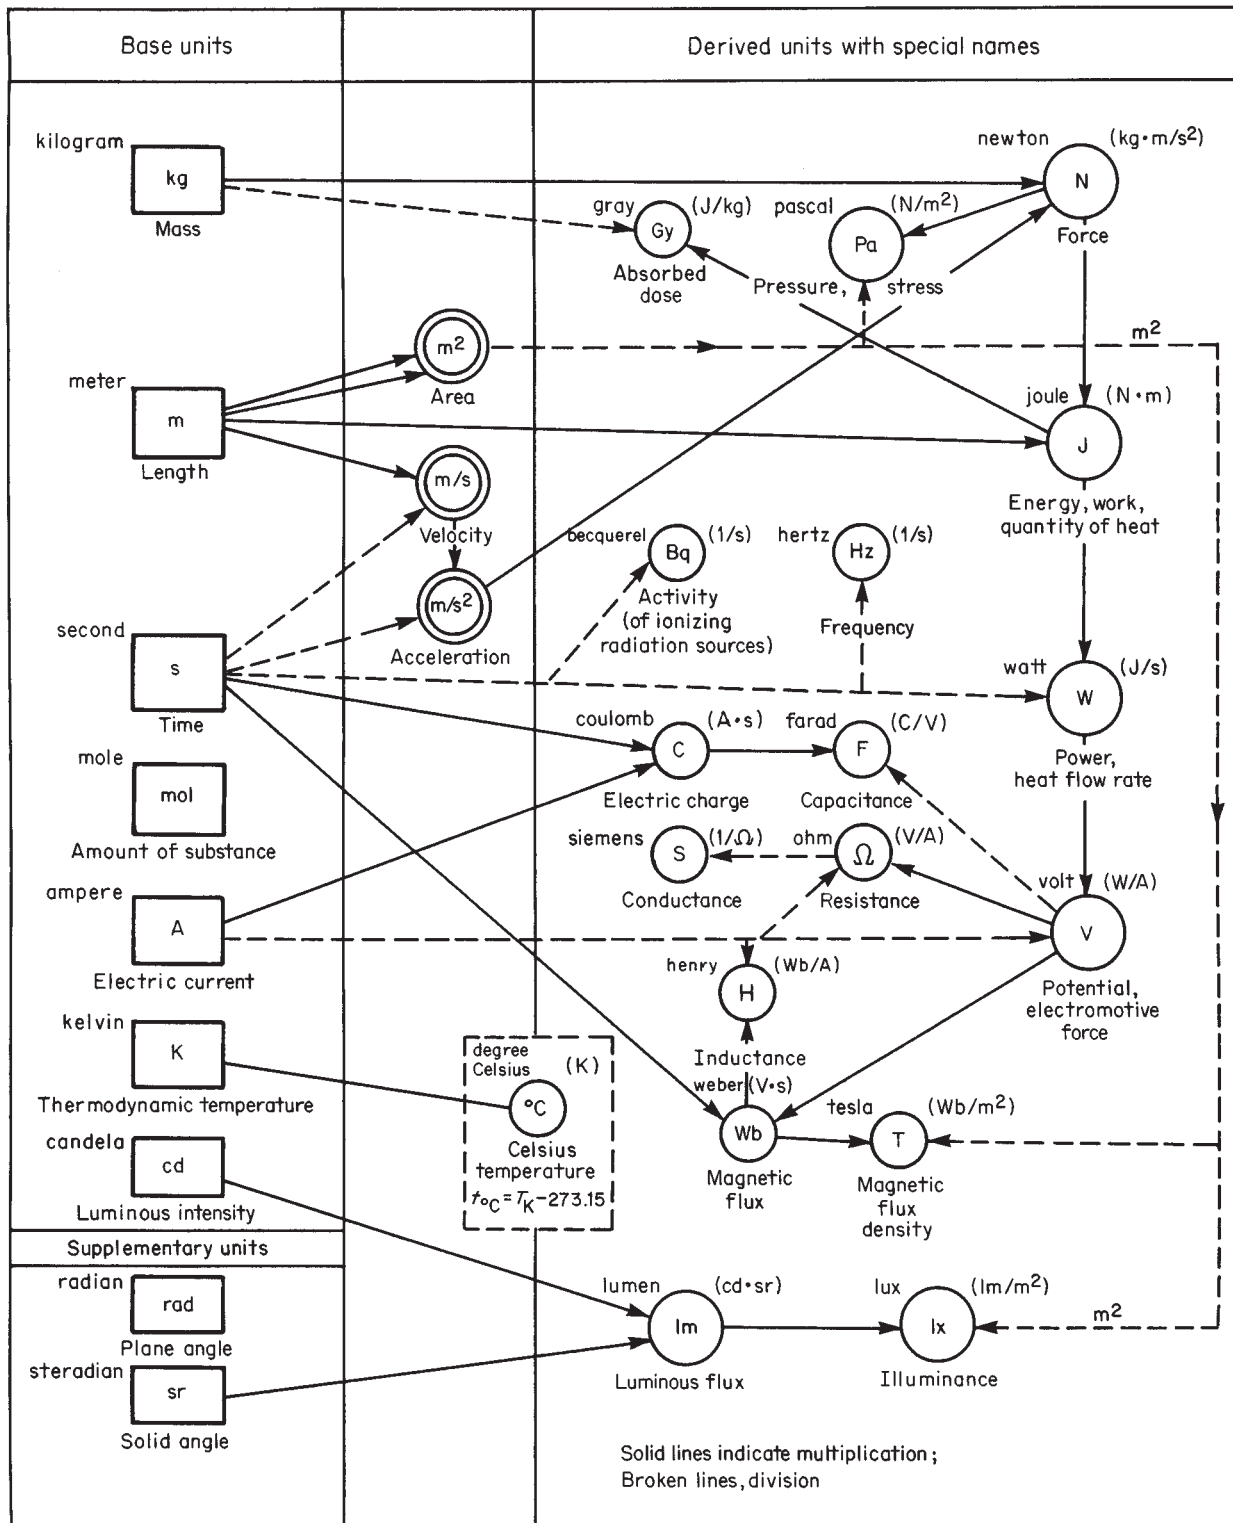 Base units
Derived units with special names
kilogram
kg
Mass
newton
(kg·m/s²)
N
Force
gray
(J/kg)
Gy
Absorbed
dose
pascal
(N/m²)
Pa
Pressure, stress
m²
Area
m²
meter
m
Length
joule
(N·m)
J
Energy, work,
quantity of heat
m/s
Velocity
becquerel
(1/s)
Bq
Activity
(of ionizing
radiation sources)
hertz
(1/s)
Hz
Frequency
m/s²
Acceleration
second
s
Time
watt
(J/s)
W
Power,
heat flow rate
coulomb
(A·s)
C
Electric charge
farad
(C/V)
F
Capacitance
mole
mol
Amount of substance
siemens
(1/Ω)
S
Conductance
ohm
(V/A)
Ω
Resistance
volt
(W/A)
V
Potential,
electromotive
force
ampere
A
Electric current
henry
(Wb/A)
H
Inductance
kelvin
K
Thermodynamic temperature
degree
Celsius
(K)
°C
Celsius
temperature
t°C = TK−273.15
weber
(V·s)
Wb
Magnetic
flux
tesla
(Wb/m²)
T
Magnetic
flux
density
candela
cd
Luminous intensity
Supplementary units
radian
rad
Plane angle
lumen
(cd·sr)
lm
Luminous flux
lux
(lm/m²)
lx
Illuminance
m²
steradian
sr
Solid angle
Solid lines indicate multiplication;
Broken lines, division